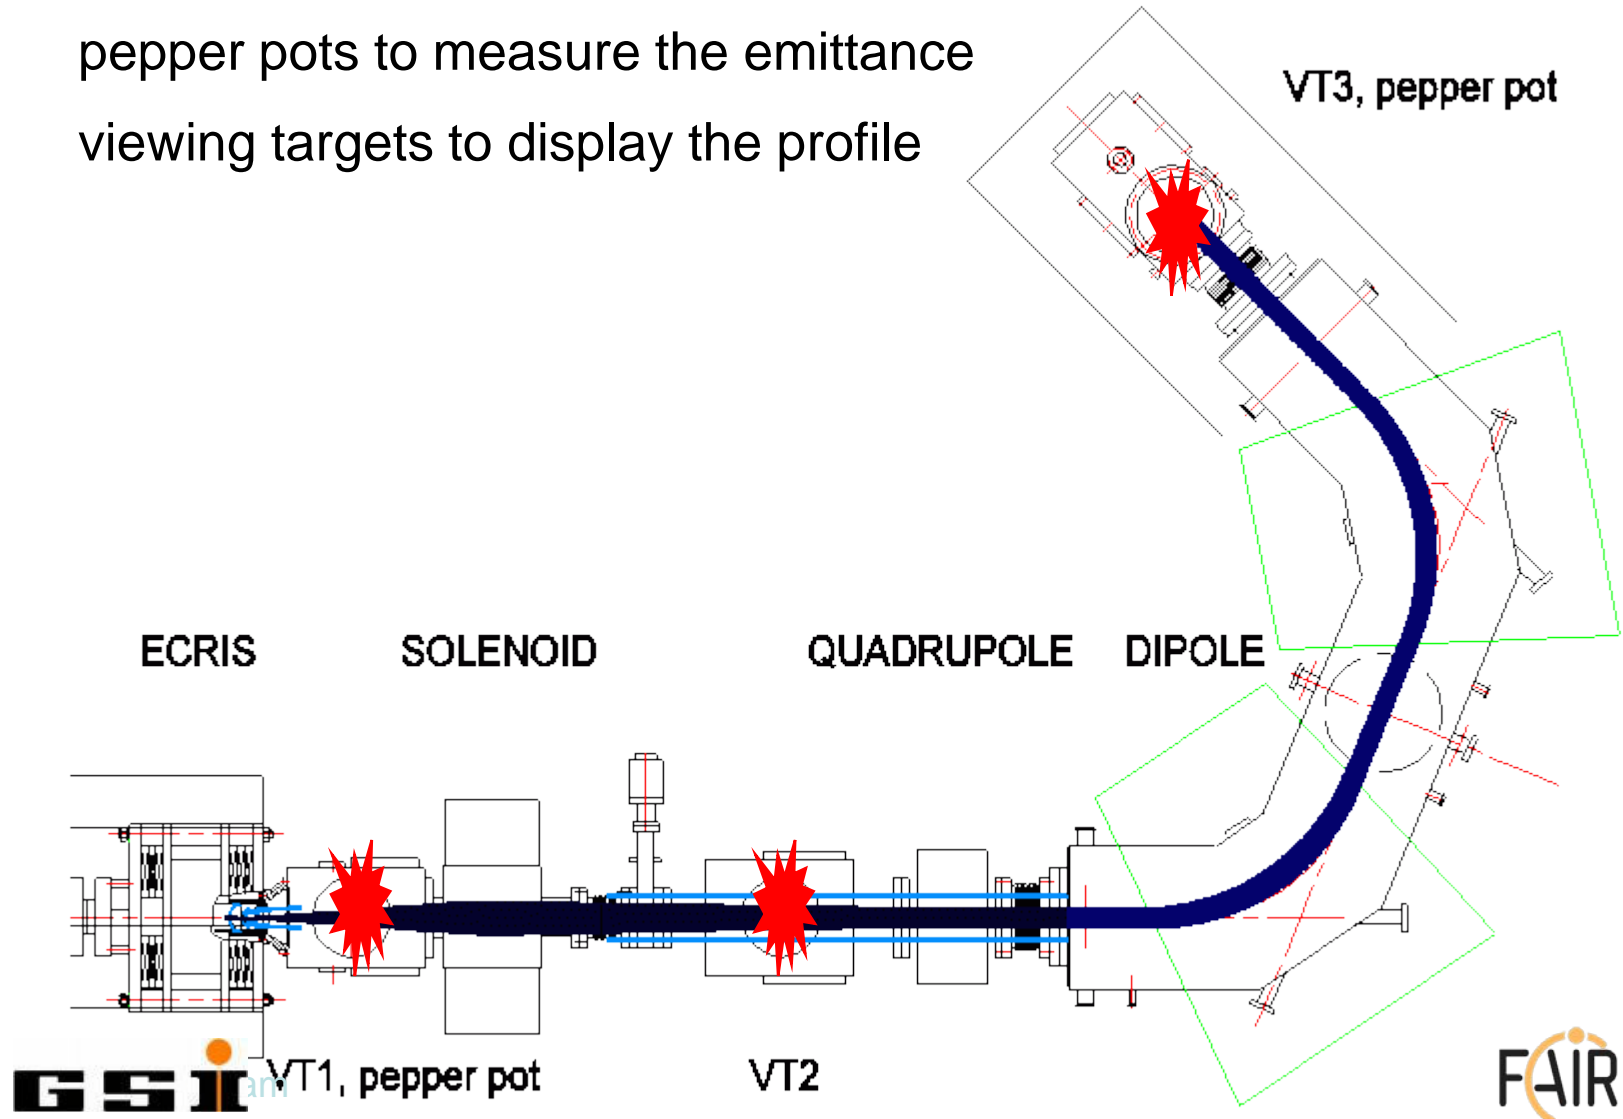 pepper pots to measure the emittance
viewing targets to display the profile
VT3, pepper pot
ECRIS
SOLENOID
QUADRUPOLE
DIPOLE
VT1, pepper pot
VT2
GSI
am
FAIR